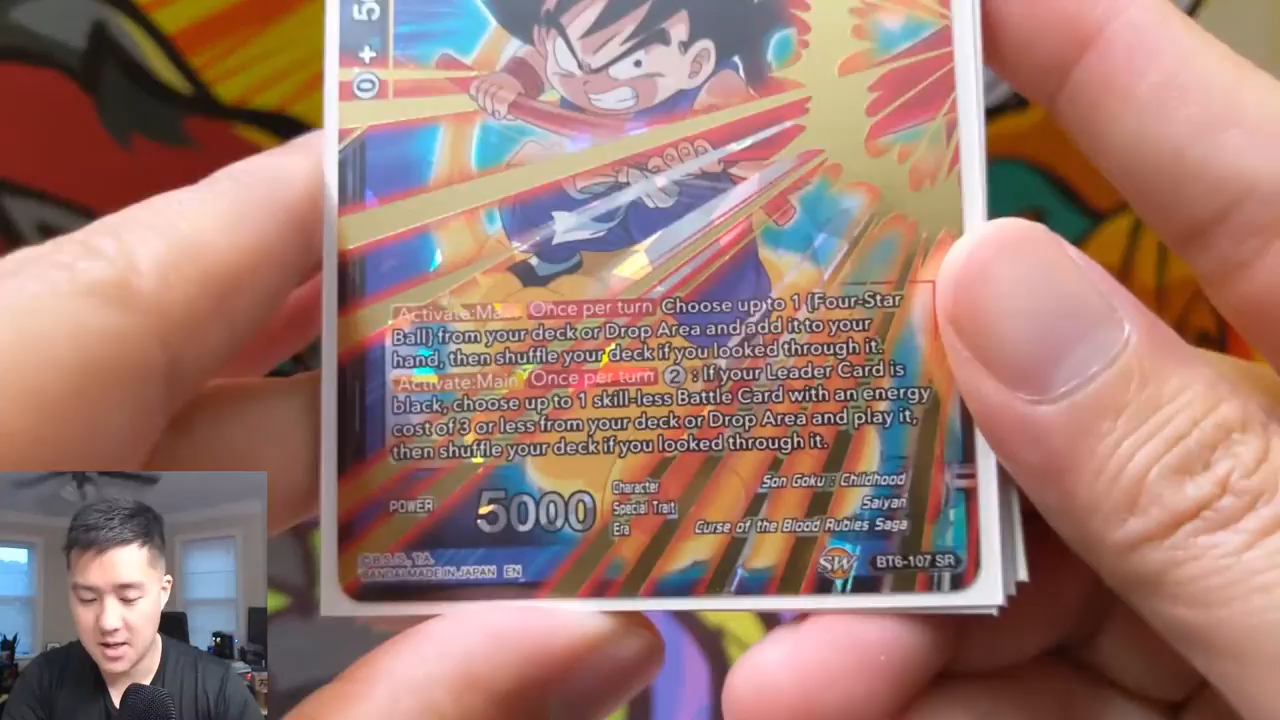 0 + 50
Activate:Ma Once per turn Choose up to 1 {Four-Star
Ball} from your deck or Drop Area and add it to your
hand, then shuffle your deck if you looked through it.
Activate:Main Once per turn 2 : If your Leader Card is
black, choose up to 1 skill-less Battle Card with an energy
cost of 3 or less from your deck or Drop Area and play it,
then shuffle your deck if you looked through it.
POWER 5000
Character Son Goku : Childhood
Special Trait Saiyan
Era Curse of the Blood Rubies Saga
SW BT6-107 SR
©B.S./S., T.A.
BANDAI MADE IN JAPAN EN